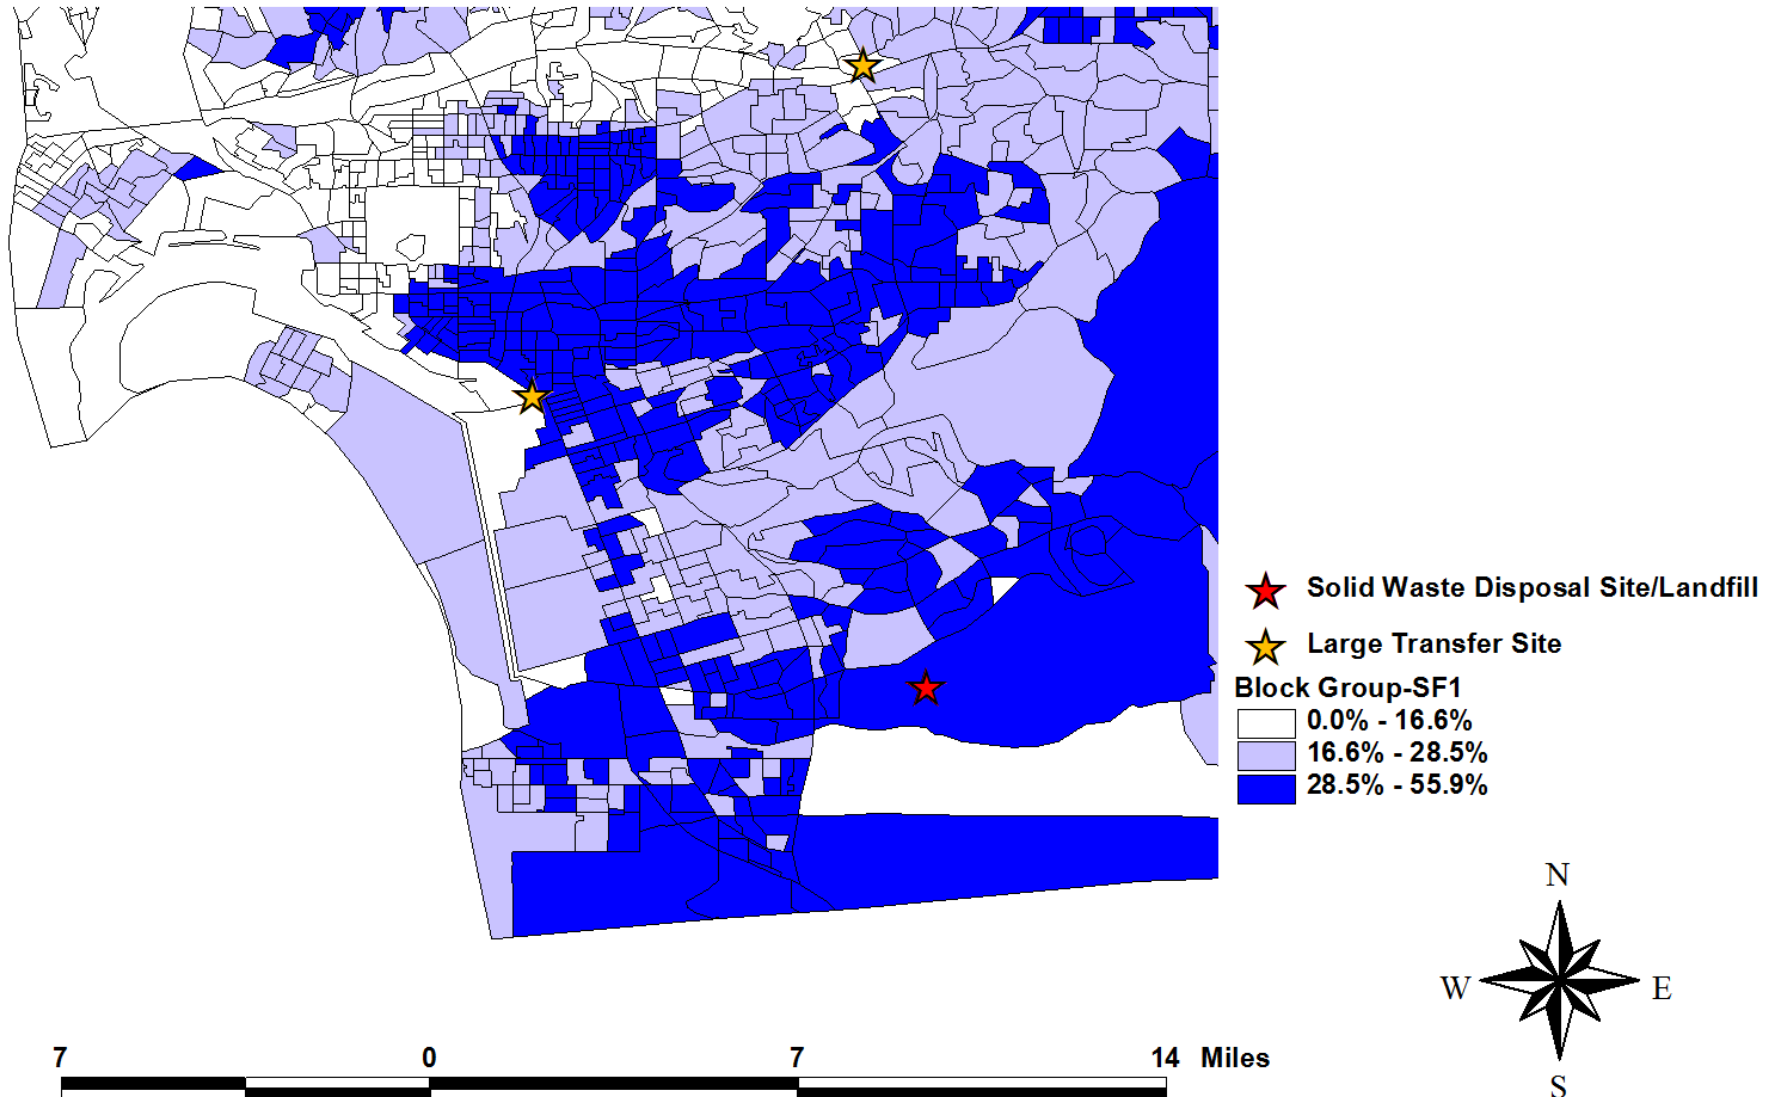 Solid Waste Disposal Site/Landfill
Large Transfer Site
Block Group-SF1
0.0% - 16.6%
16.6% - 28.5%
28.5% - 55.9%
N
W E
S
7 0 7 14 Miles